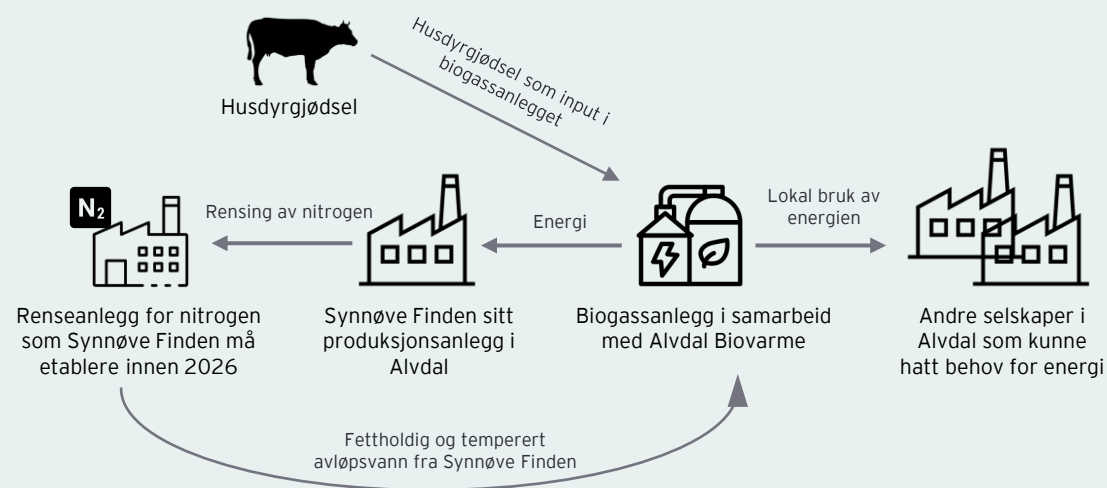 Husdyrgjødsel
Husdyrgjødsel som input i
biogassanlegget
N₂
Rensing av nitrogen
Energi
Lokal bruk av
energien
Renseanlegg for nitrogen
som Synnøve Finden må
etablere innen 2026
Synnøve Finden sitt
produksjonsanlegg i
Alvdal
Biogassanlegg i samarbeid
med Alvdal Biovarme
Andre selskaper i
Alvdal som kunne
hatt behov for energi
Fettholdig og temperert
avløpsvann fra Synnøve Finden